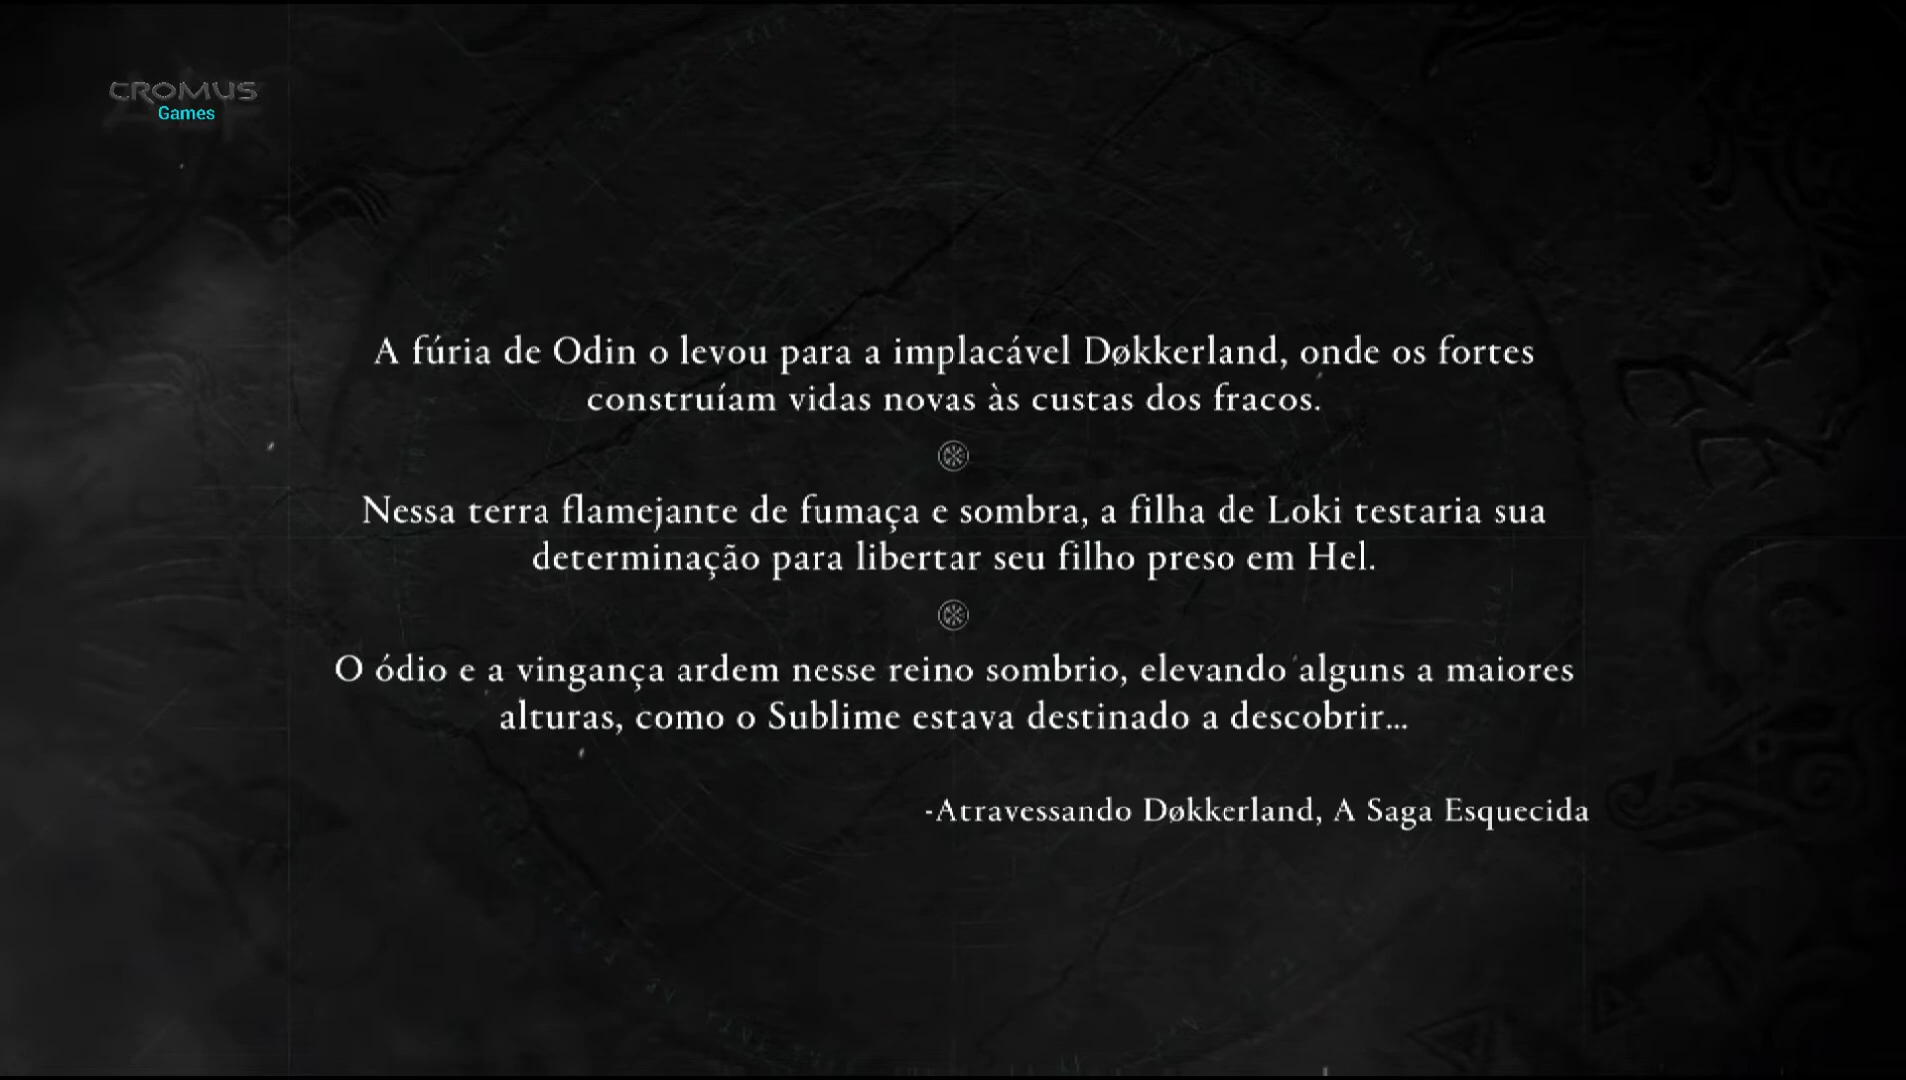 CROMUS
Games
A fúria de Odin o levou para a implacável Døkkerland, onde os fortes
construíam vidas novas às custas dos fracos.
Nessa terra flamejante de fumaça e sombra, a filha de Loki testaria sua
determinação para libertar seu filho preso em Hel.
O ódio e a vingança ardem nesse reino sombrio, elevando alguns a maiores
alturas, como o Sublime estava destinado a descobrir...
-Atravessando Døkkerland, A Saga Esquecida